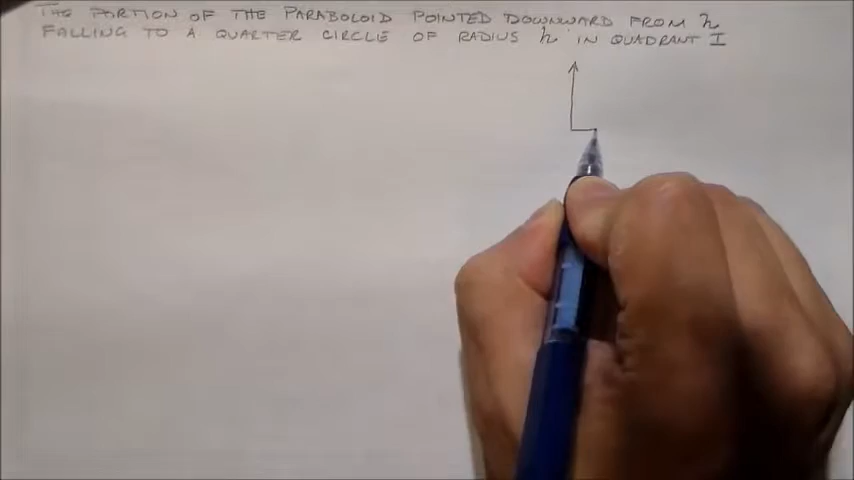 THE PORTION OF THE PARABOLOID POINTED DOWNWARD FROM h
FALLING TO A QUARTER CIRCLE OF RADIUS h IN QUADRANT I